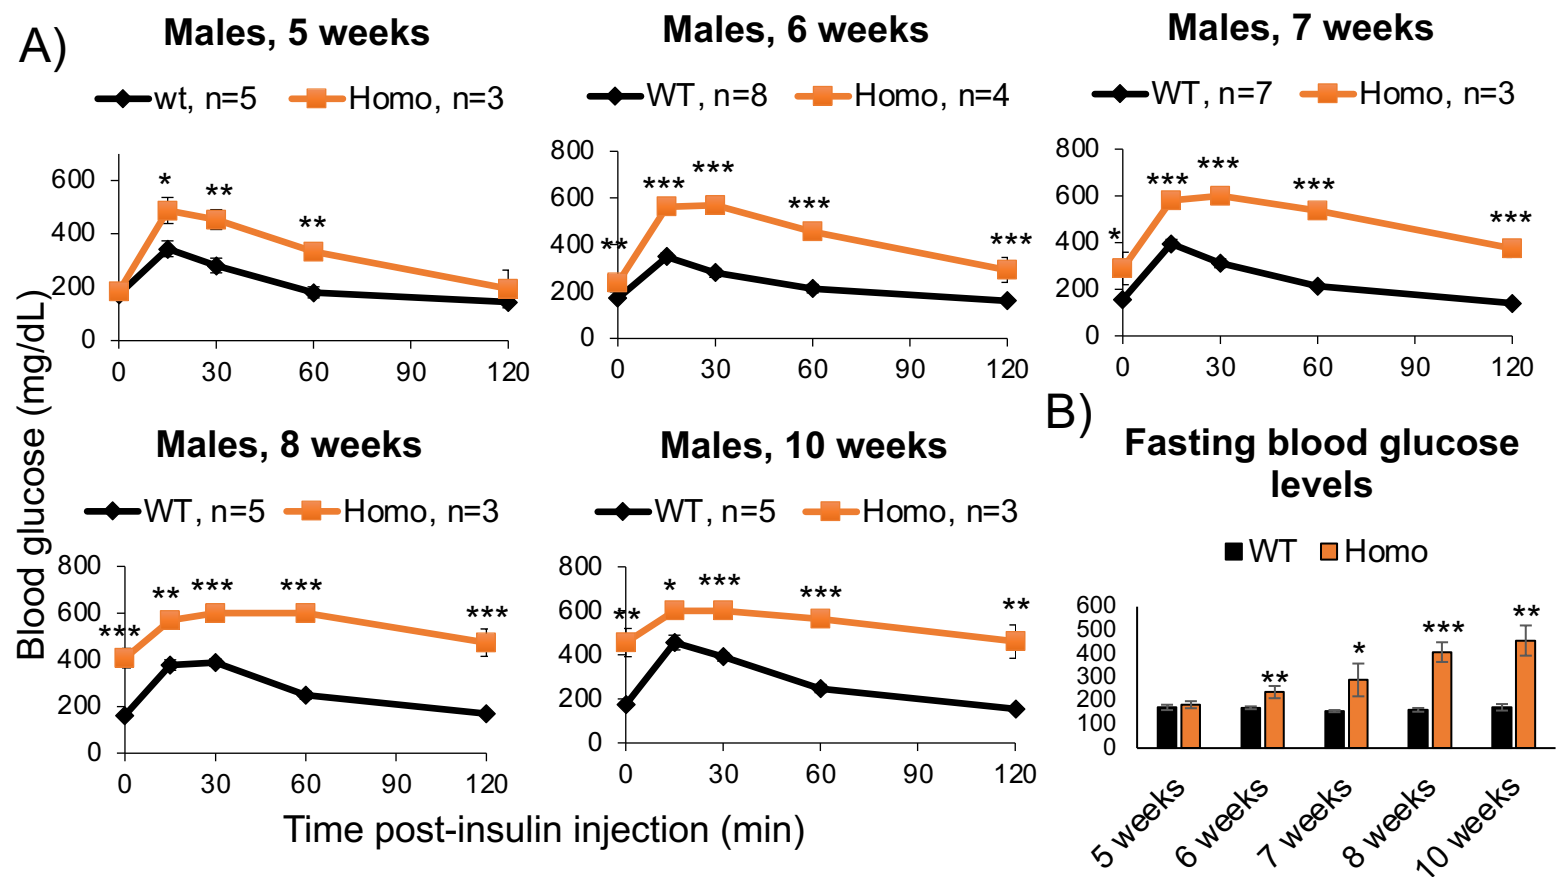 A)
Males, 5 weeks
wt, n=5 Homo, n=3
* ** **
600
400
200
0
0 30 60 90 120
Males, 6 weeks
WT, n=8 Homo, n=4
** *** *** *** ***
800
600
400
200
0
0 30 60 90 120
Males, 7 weeks
WT, n=7 Homo, n=3
* *** *** *** ***
800
600
400
200
0
0 30 60 90 120
Blood glucose (mg/dL)
Males, 8 weeks
WT, n=5 Homo, n=3
*** ** *** *** ***
800
600
400
200
0
0 30 60 90 120
Males, 10 weeks
WT, n=5 Homo, n=3
** * *** *** **
800
600
400
200
0
0 30 60 90 120
Time post-insulin injection (min)
B)
Fasting blood glucose
levels
WT Homo
** * *** **
600
500
400
300
200
100
0
5 weeks
6 weeks
7 weeks
8 weeks
10 weeks